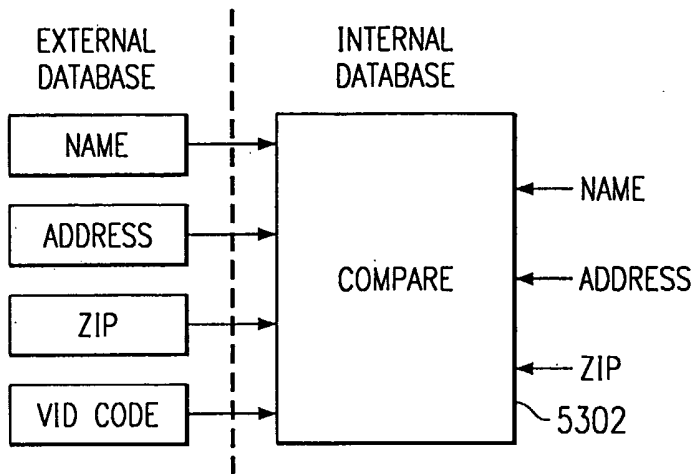 EXTERNAL
DATABASE
INTERNAL
DATABASE
NAME
ADDRESS
ZIP
VID CODE
COMPARE
NAME
ADDRESS
ZIP
5302